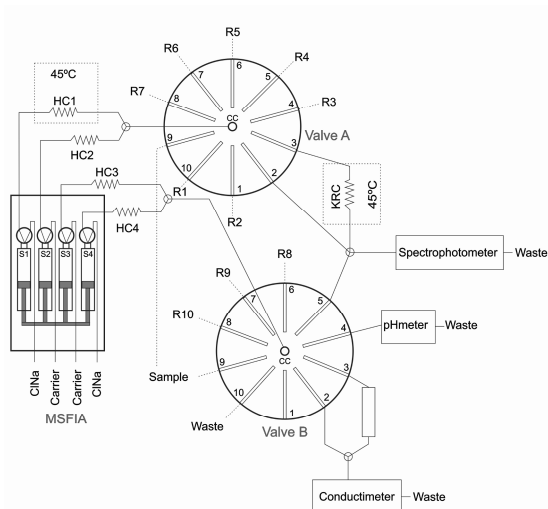 R5
R6
R4
45ºC
7
6
5
R7
8
4
R3
HC1
CC
9
3
Valve A
HC2
10
2
HC3
R1
1
KRC
45ºC
HC4
R2
S1
S2
S3
S4
Spectrophotometer
Waste
R8
R9
7
6
5
R10
8
4
pHmeter
Waste
CC
9
3
Sample
10
2
1
ClNa
Carrier
Carrier
ClNa
MSFIA
Waste
Valve B
Conductimeter
Waste